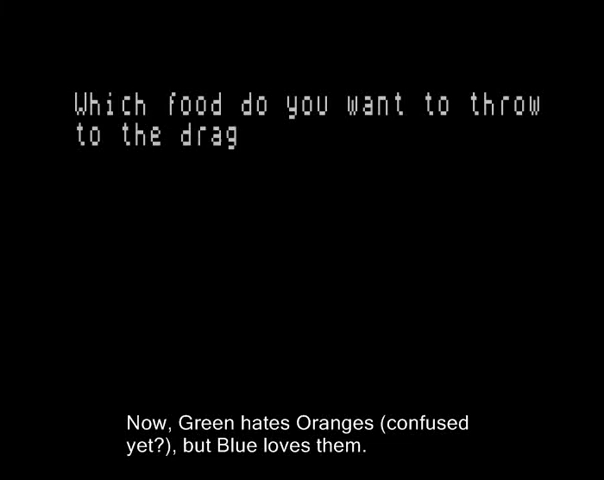 Which food do you want to throw
to the drag
Now, Green hates Oranges (confused
yet?), but Blue loves them.